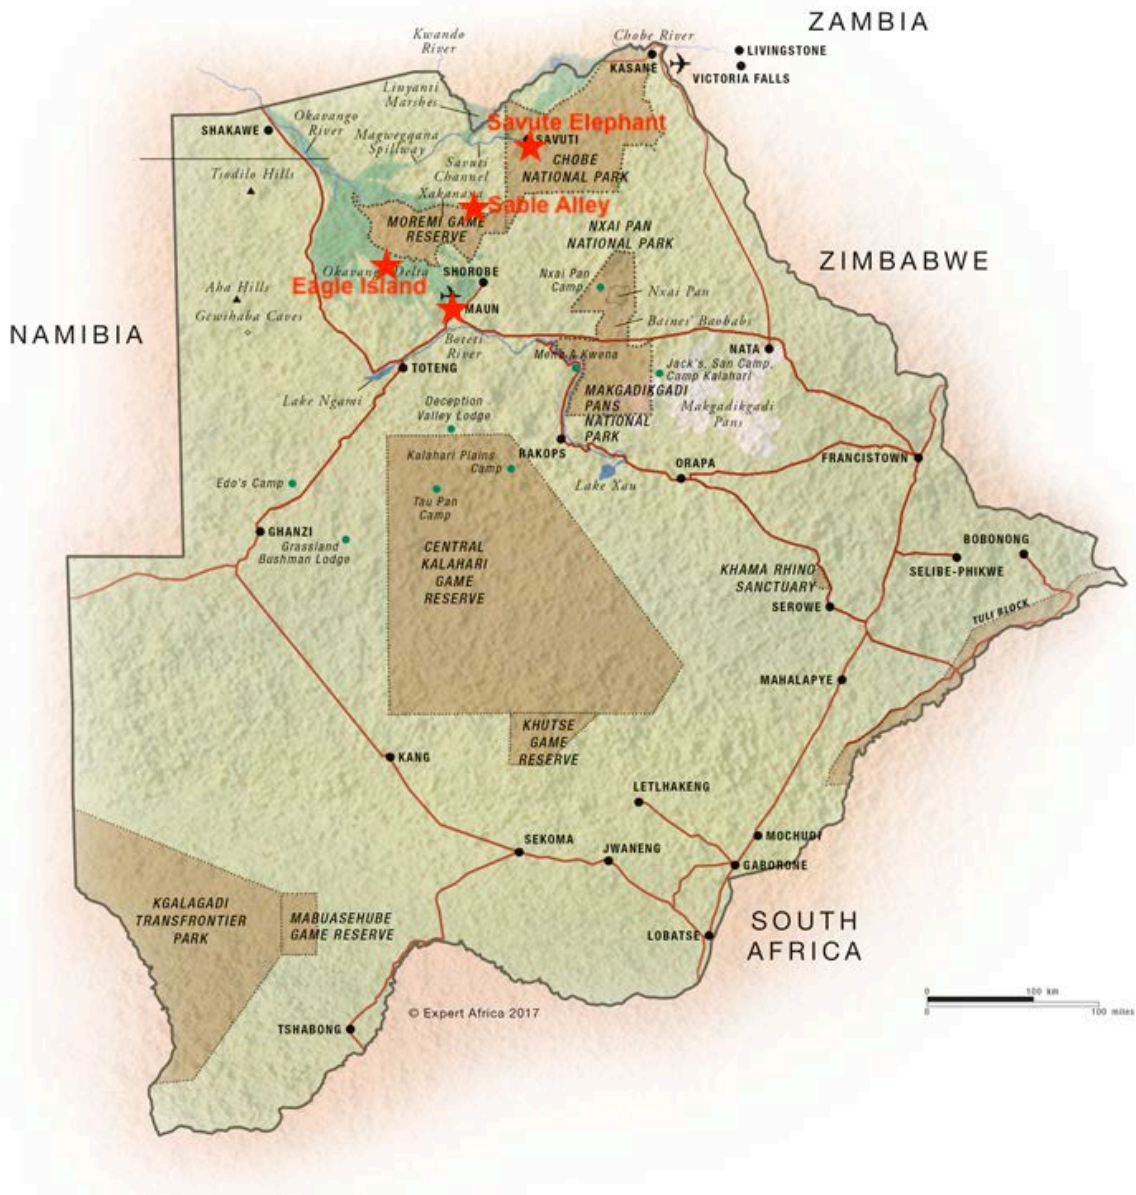 ZAMBIA
Kwando
River
Chobe River
LIVINGSTONE
KASANE
VICTORIA FALLS
Linyanti
Marshes
Okavango
River
SHAKAWE
Magweggana
Spillway
Savute Elephant
SAVUTI
Savuti
Channel
CHOBE
NATIONAL PARK
Tsodilo Hills
Xakanaxa
Sable Alley
MOREMI GAME
RESERVE
NXAI PAN
NATIONAL PARK
ZIMBABWE
Okavango Delta
SHOROBE
Eagle Island
Nxai Pan
Camp
Nxai Pan
Aha Hills
Gewihaba Caves
MAUN
Baines' Baobabs
NAMIBIA
Boteti
River
NATA
Meno A Kwena
TOTENG
Jack's, San Camp,
Camp Kalahari
Lake Ngami
MAKGADIKGADI
PANS
NATIONAL
PARK
Makgadikgadi
Pans
Deception
Valley Lodge
RAKOPS
Kalahari Plains
Camp
ORAPA
FRANCISTOWN
Lake Xau
Edo's Camp
Tau Pan
Camp
GHANZI
Grassland
Bushman Lodge
CENTRAL
KALAHARI
GAME
RESERVE
BOBONONG
SELIBE-PHIKWE
KHAMA RHINO
SANCTUARY
SEROWE
TULI BLOCK
MAHALAPYE
KHUTSE
GAME
RESERVE
KANG
LETLHAKENG
MOCHUDI
SEKOMA
JWANENG
GABORONE
KGALAGADI
TRANSFRONTIER
PARK
MABUASEHUBE
GAME RESERVE
LOBATSE
SOUTH
AFRICA
0 100 km
0 100 miles
© Expert Africa 2017
TSHABONG